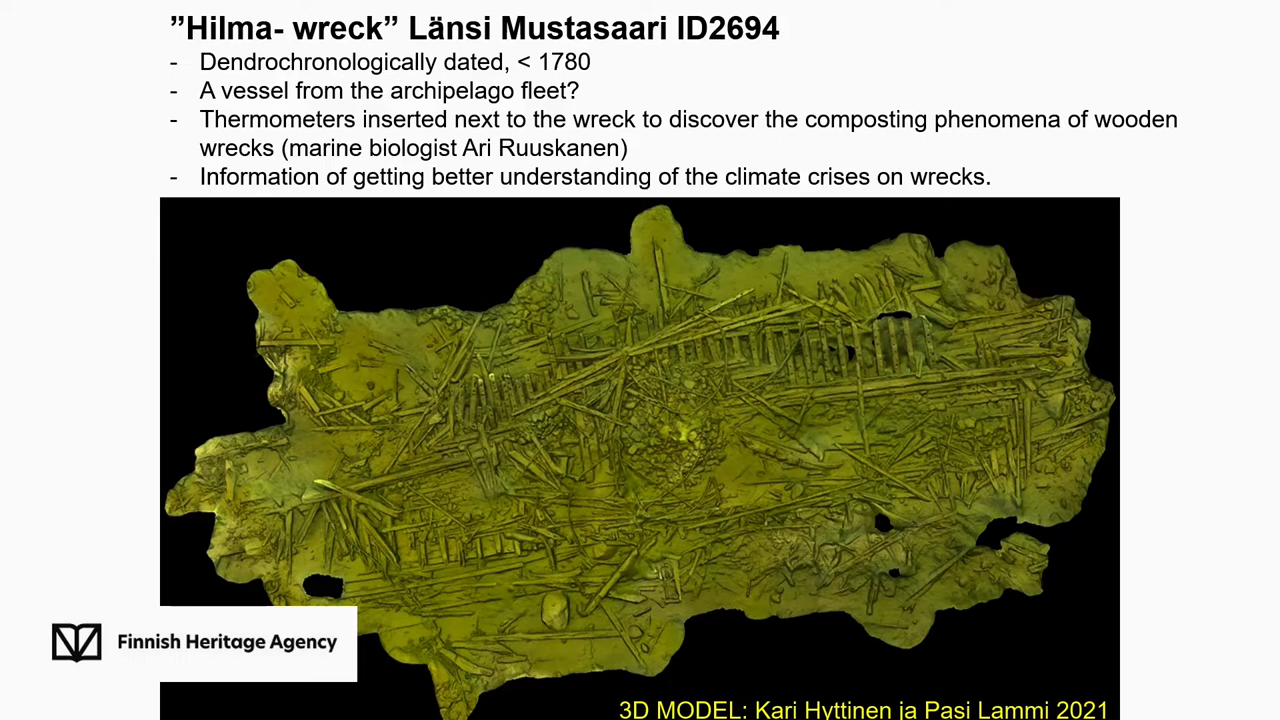 ”Hilma- wreck” Länsi Mustasaari ID2694
- Dendrochronologically dated, < 1780
- A vessel from the archipelago fleet?
- Thermometers inserted next to the wreck to discover the composting phenomena of wooden
wrecks (marine biologist Ari Ruuskanen)
- Information of getting better understanding of the climate crises on wrecks.
Finnish Heritage Agency
3D MODEL: Kari Hyttinen ja Pasi Lammi 2021